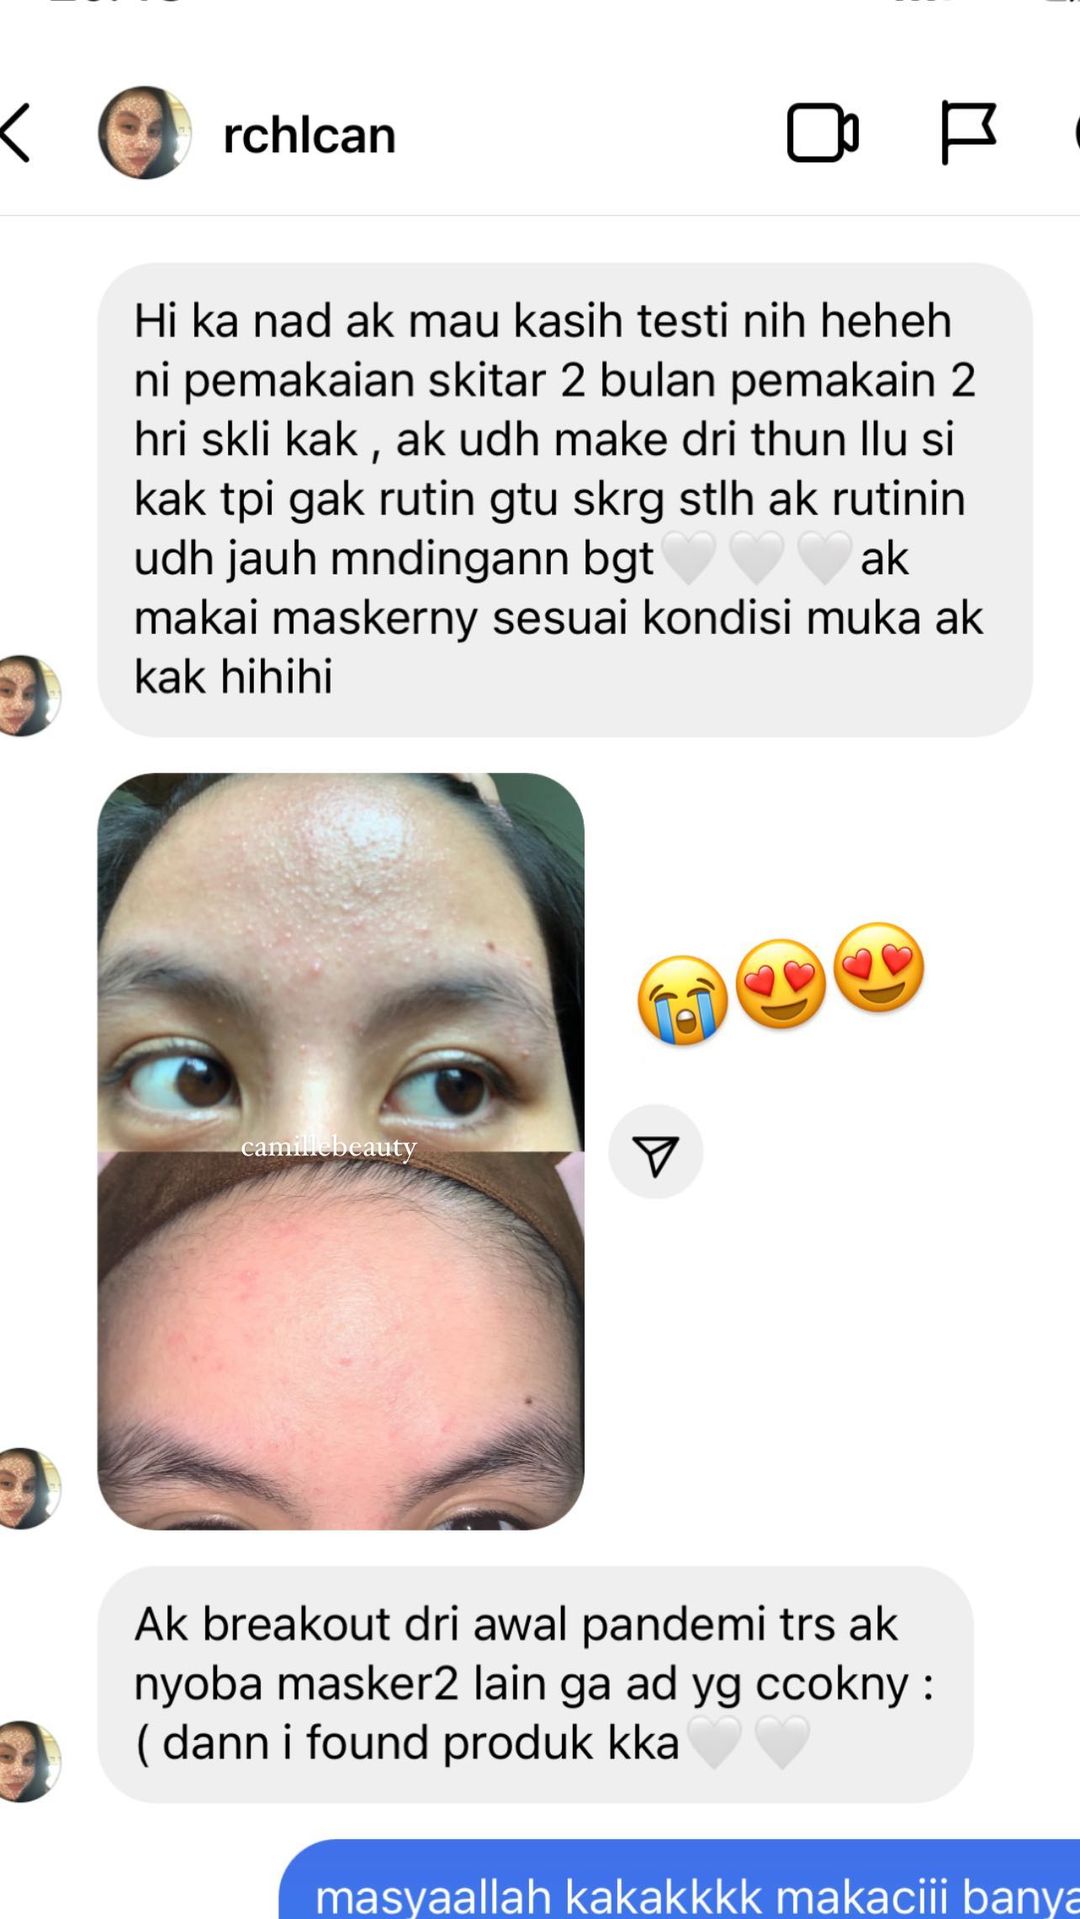 rchlcan
Hi ka nad ak mau kasih testi nih heheh
ni pemakaian skitar 2 bulan pemakain 2
hri skli kak , ak udh make dri thun llu si
kak tpi gak rutin gtu skrg stlh ak rutinin
udh jauh mndingann bgt🤍🤍🤍ak
makai maskerny sesuai kondisi muka ak
kak hihihi
camillebeauty
Ak breakout dri awal pandemi trs ak
nyoba masker2 lain ga ad yg ccokny :
( dann i found produk kka🤍🤍
masyaallah kakakkkk makaciii